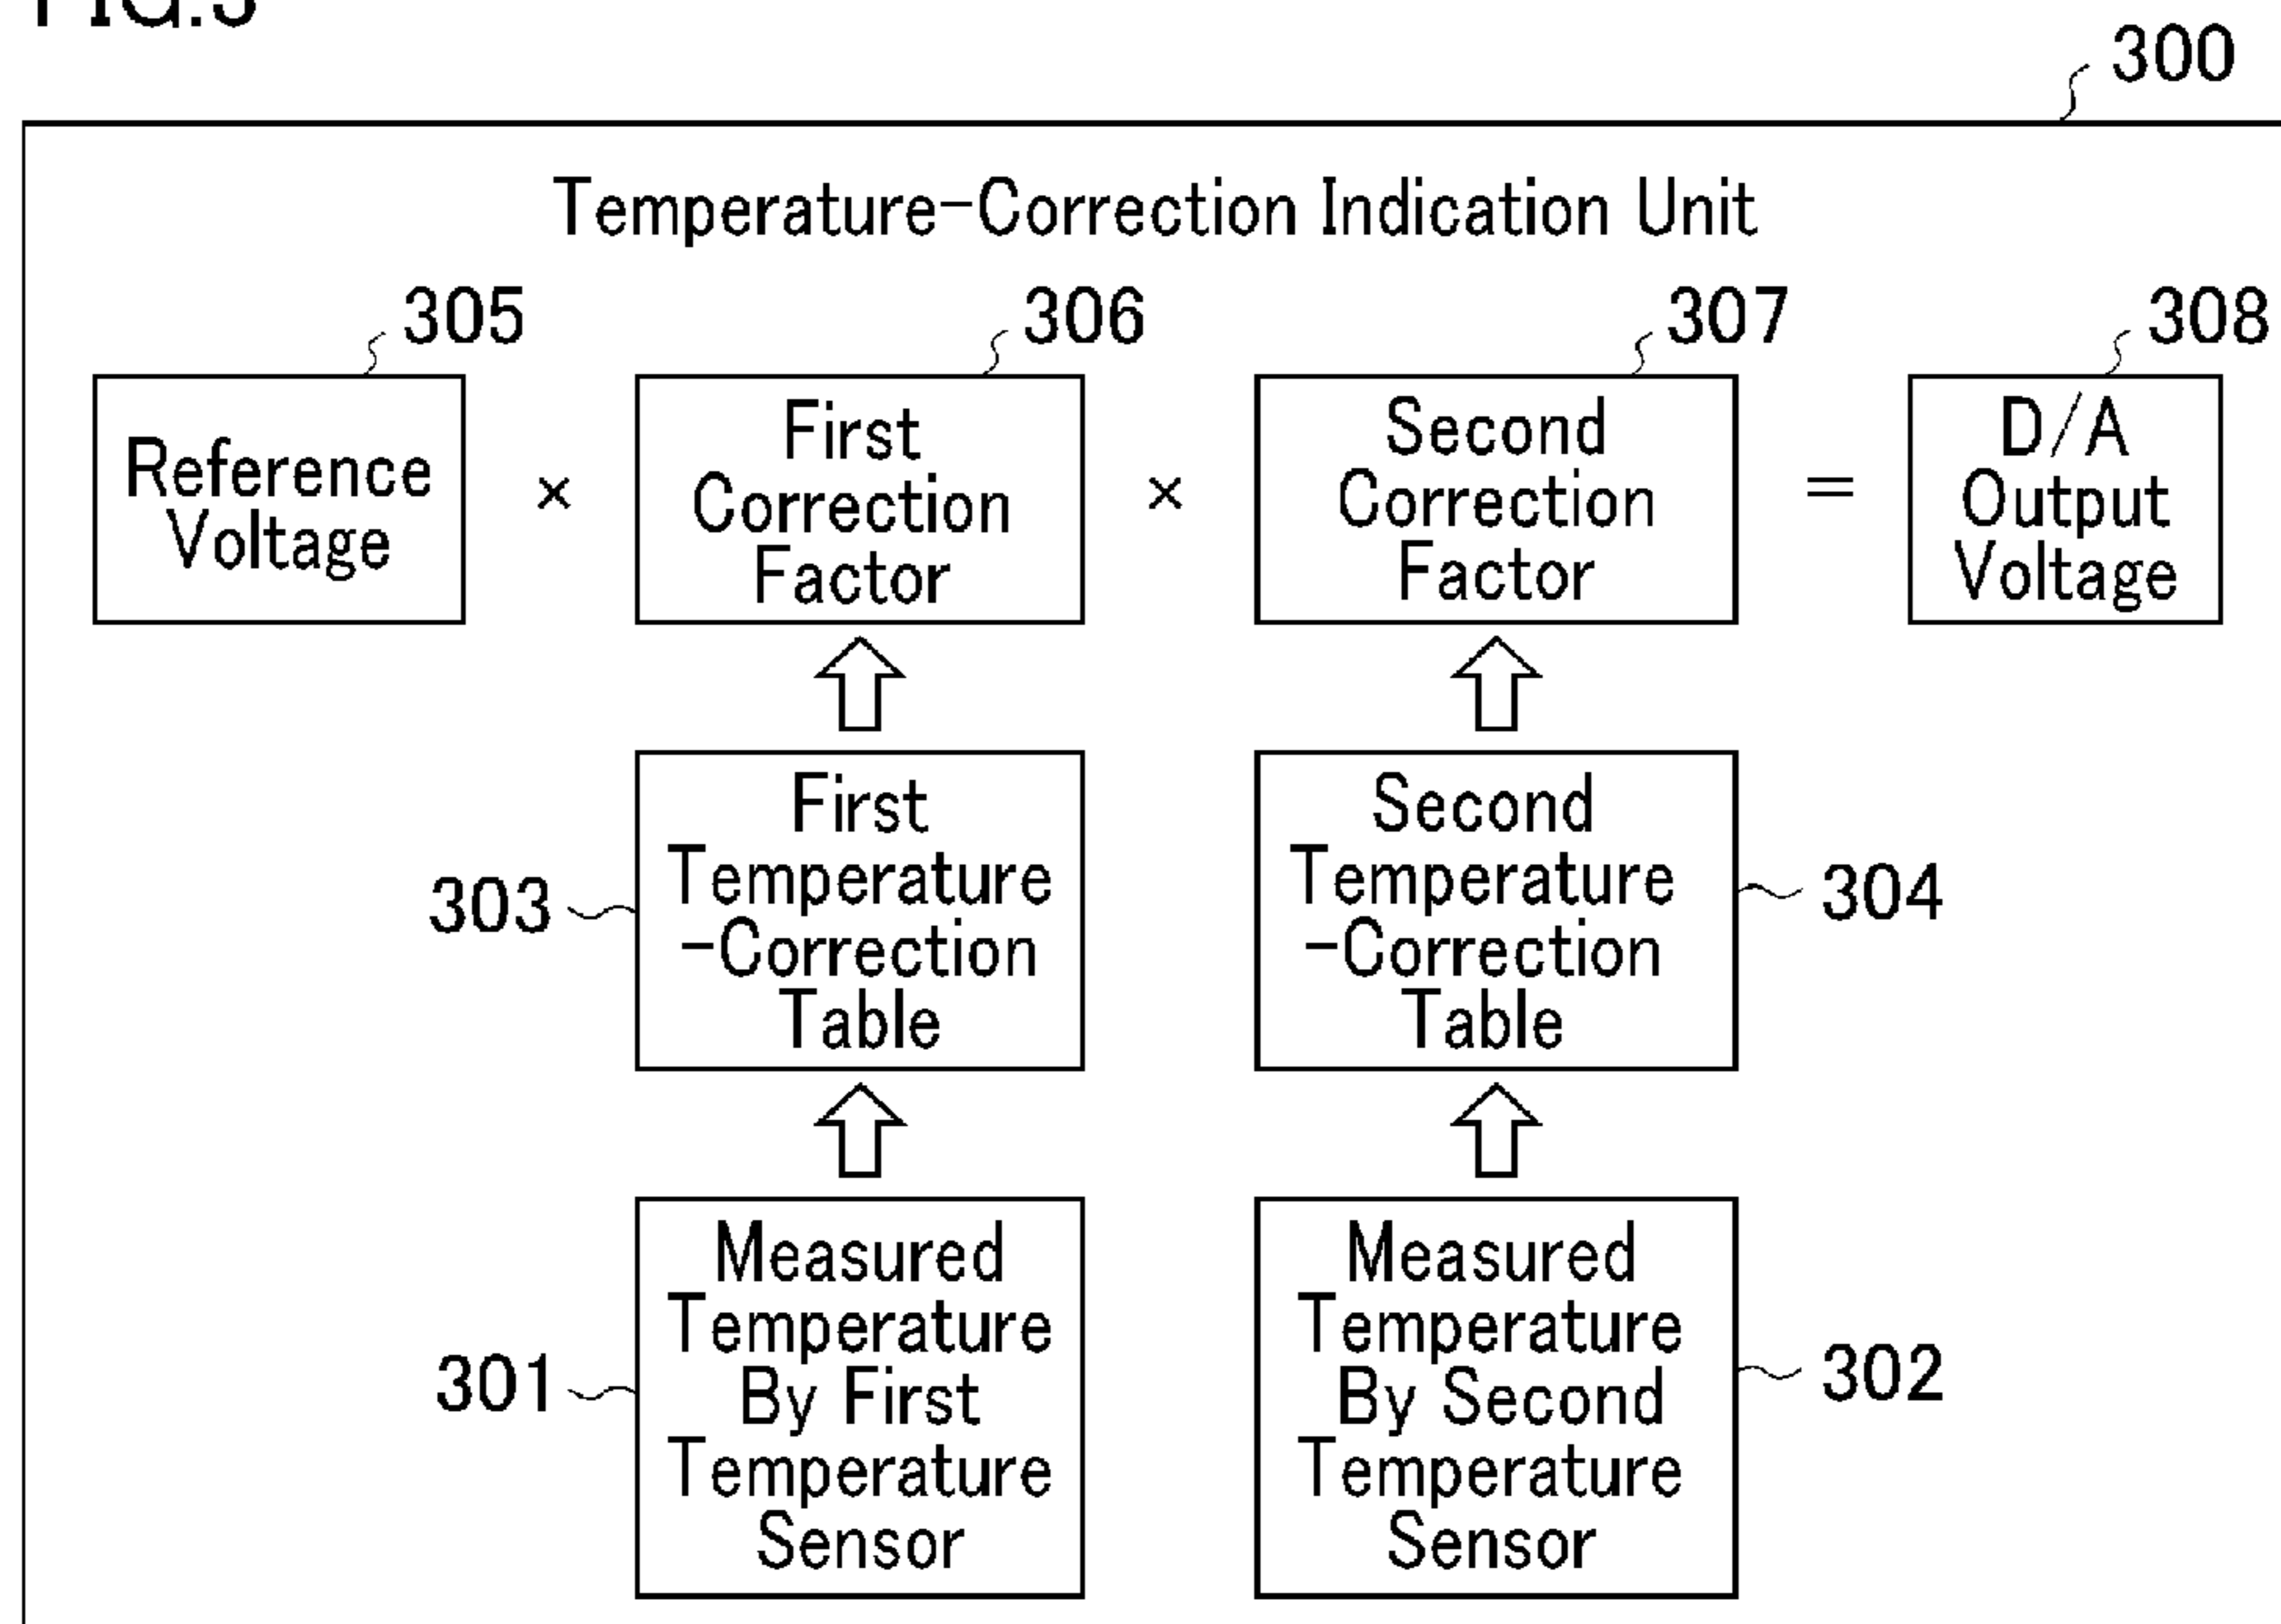 300
Temperature-Correction Indication Unit
305
306
307
308
Reference
Voltage
×
First
Correction
Factor
×
Second
Correction
Factor
=
D/A
Output
Voltage
303
First
Temperature
-Correction
Table
Second
Temperature
-Correction
Table
304
301
Measured
Temperature
By First
Temperature
Sensor
Measured
Temperature
By Second
Temperature
Sensor
302